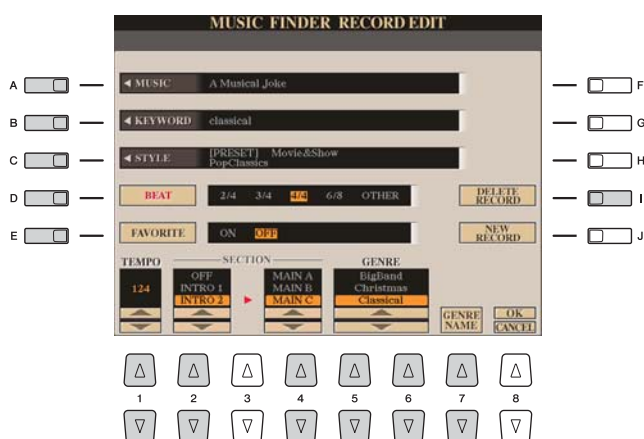 MUSIC FINDER RECORD EDIT
A
◀ MUSIC A Musical Joke
F
B
◀ KEYWORD classical
G
C
◀ STYLE [PRESET] Movie&Show
PopClassics
H
D
BEAT 2/4 3/4 4/4 6/8 OTHER
DELETE
RECORD
I
E
FAVORITE ON OFF
NEW
RECORD
J
TEMPO SECTION GENRE
OFF MAIN A BigBand
124 INTRO 1 MAIN B Christmas
INTRO 2 ▶ MAIN C Classical
GENRE
NAME
OK
CANCEL
1 2 3 4 5 6 7 8